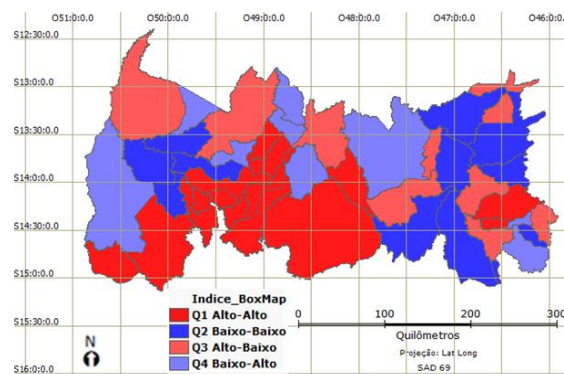 O51:0:0.0 O50:0:0.0 O49:0:0.0 O48:0:0.0 O47:0:0.0 O46:0:0.0
S12:30:0.0
S13:00:0.0
S13:30:0.0
S14:00:0.0
S14:30:0.0
S15:00:0.0
S15:30:0.0
S16:0:0.0
Indice_BoxMap
Q1 Alto-Alto
Q2 Baixo-Baixo
Q3 Alto-Baixo
Q4 Baixo-Alto
N
0 100 200 300
Quilômetros
Projeção: Lat Long
SAD 69